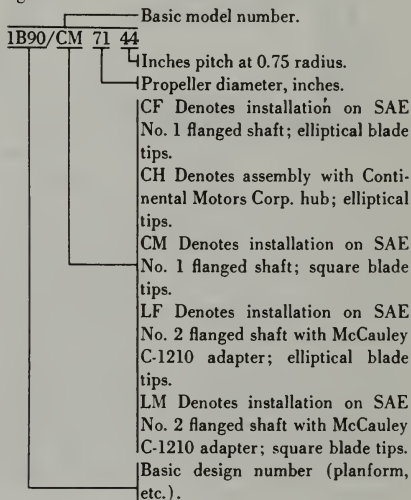 Basic model number.
1B90/CM 71 44
Inches pitch at 0.75 radius.
Propeller diameter, inches.
CF Denotes installation on SAE
No. 1 flanged shaft; elliptical blade
tips.
CH Denotes assembly with Conti-
nental Motors Corp. hub; elliptical
tips.
CM Denotes installation on SAE
No. 1 flanged shaft; square blade
tips.
LF Denotes installation on SAE
No. 2 flanged shaft with McCauley
C-1210 adapter; elliptical blade
tips.
LM Denotes installation on SAE
No. 2 flanged shaft with McCauley
C-1210 adapter; square blade tips.
Basic design number (planform,
etc.).